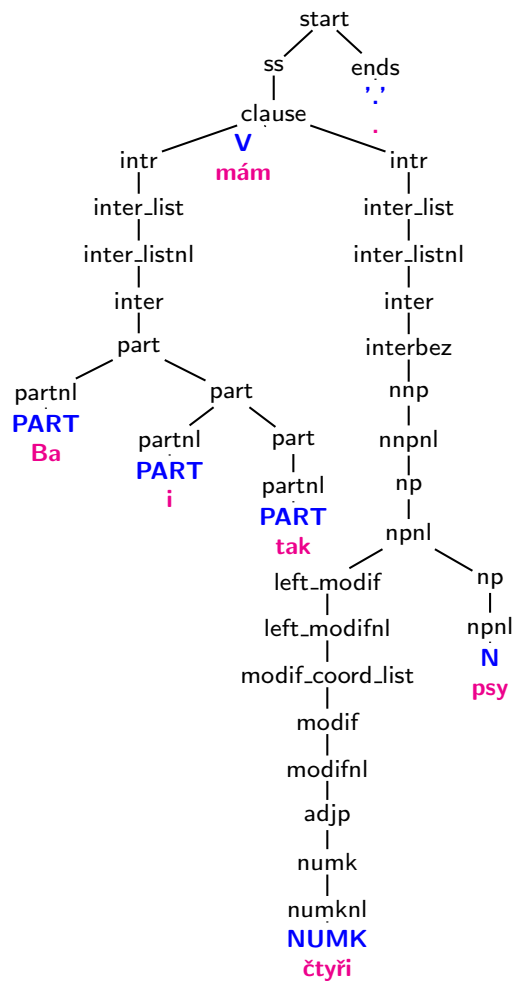 start
ss
ends
'.'
clause
.
V
intr
intr
mám
inter_list
inter_list
inter_listnl
inter_listnl
inter
inter
part
interbez
partnl
part
nnp
PART
partnl
part
nnpnl
Ba
PART
i
partnl
np
PART
tak
npnl
left_modif
np
left_modifnl
npnl
N
modif_coord_list
psy
modif
modifnl
adjp
numk
numknl
NUMK
čtyři